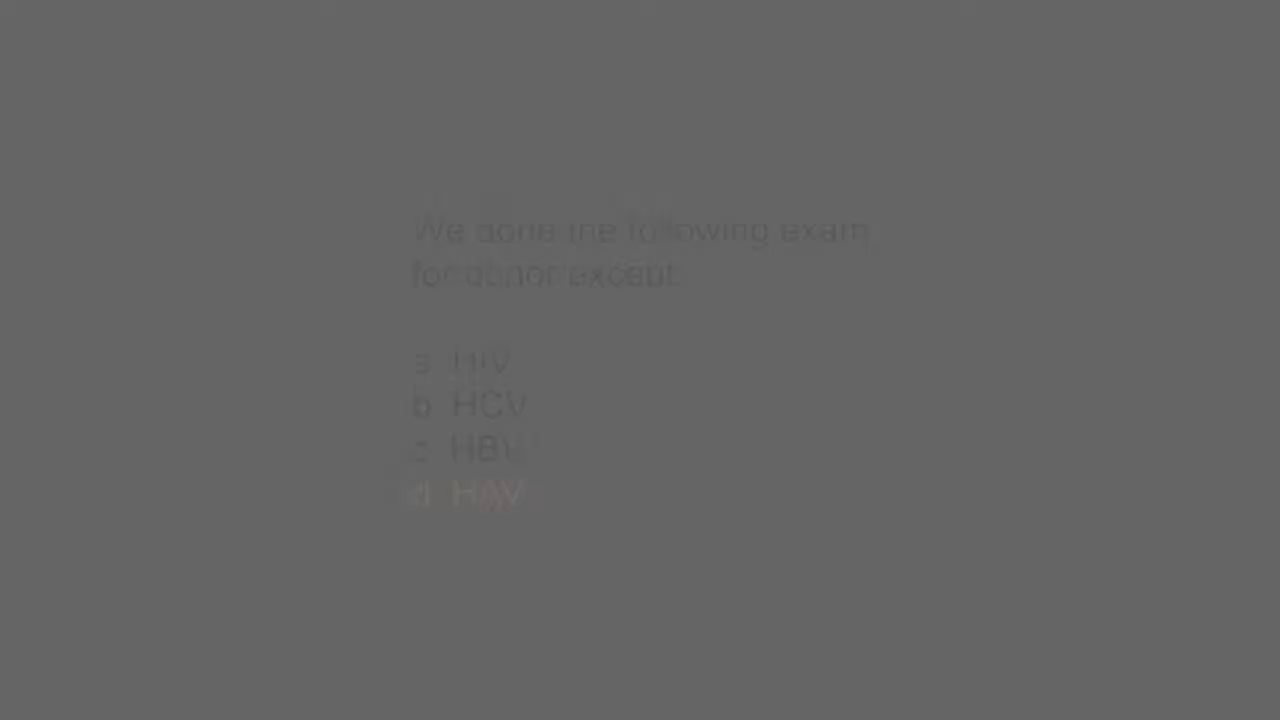 We done the following exam
for donor except
a HIV
b HCV
c HBV
d HAV